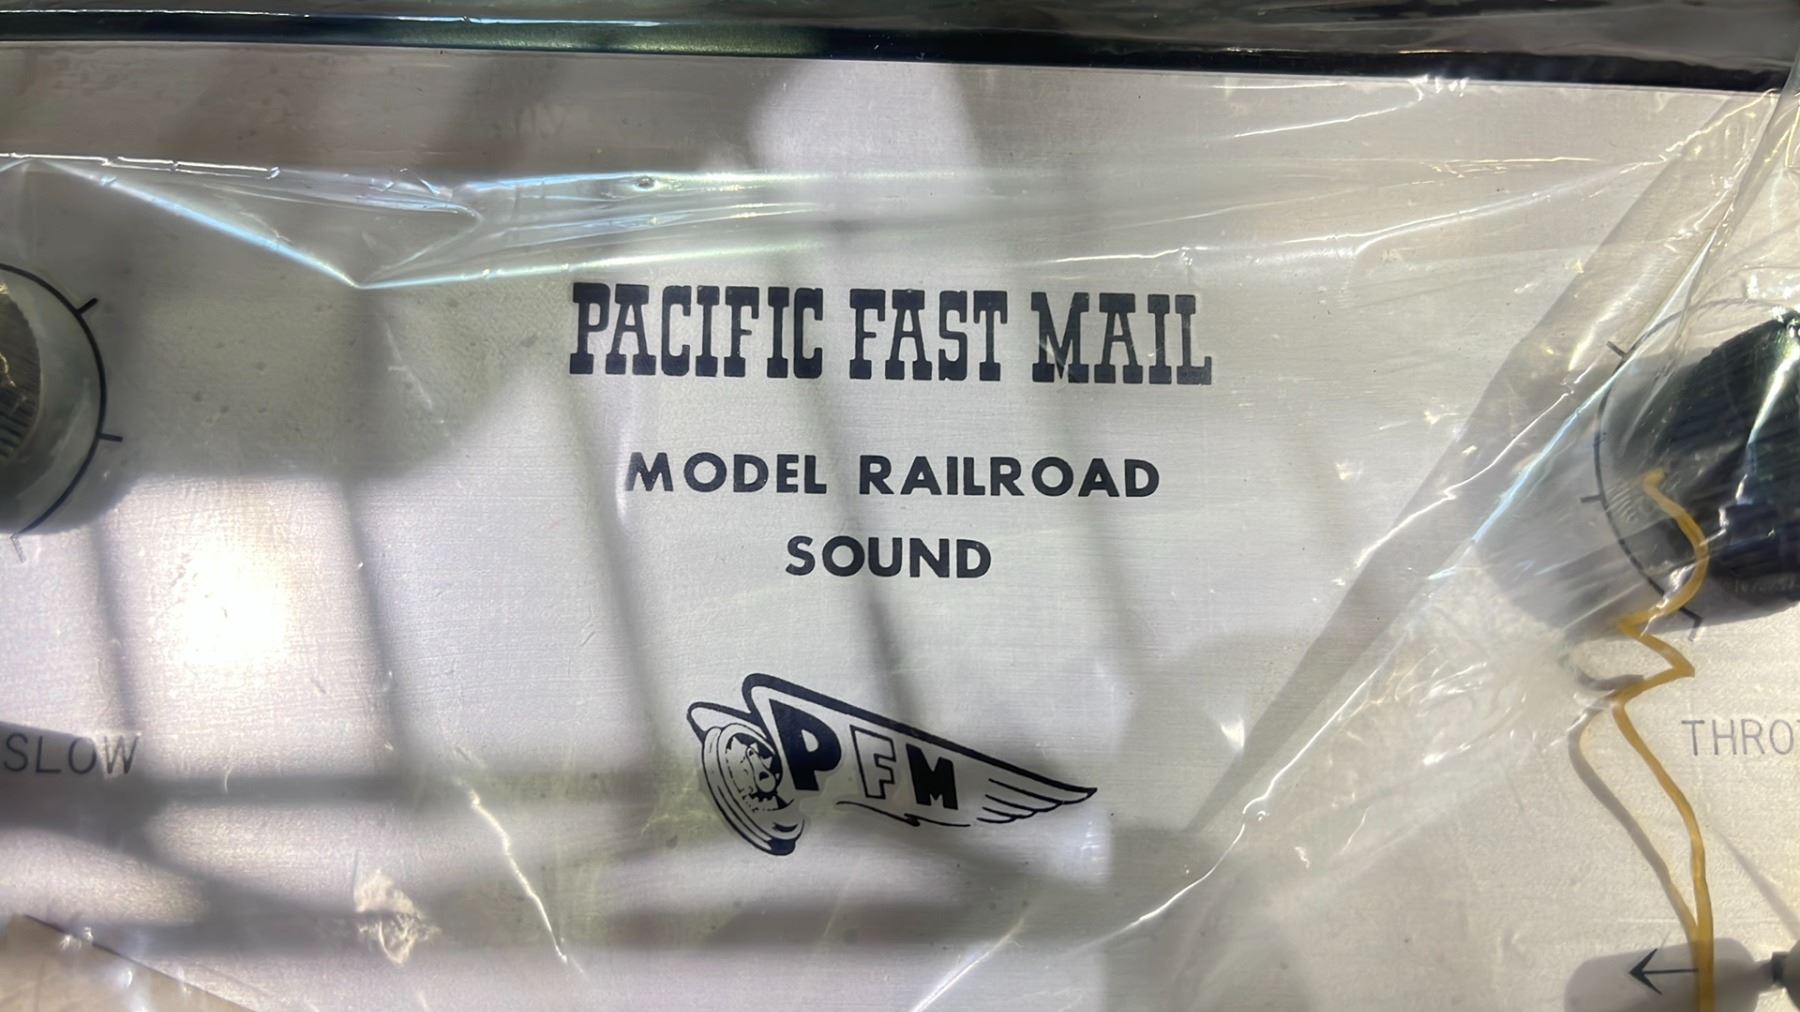 PACIFIC FAST MAIL
MODEL RAILROAD
SOUND
PFM
SLOW